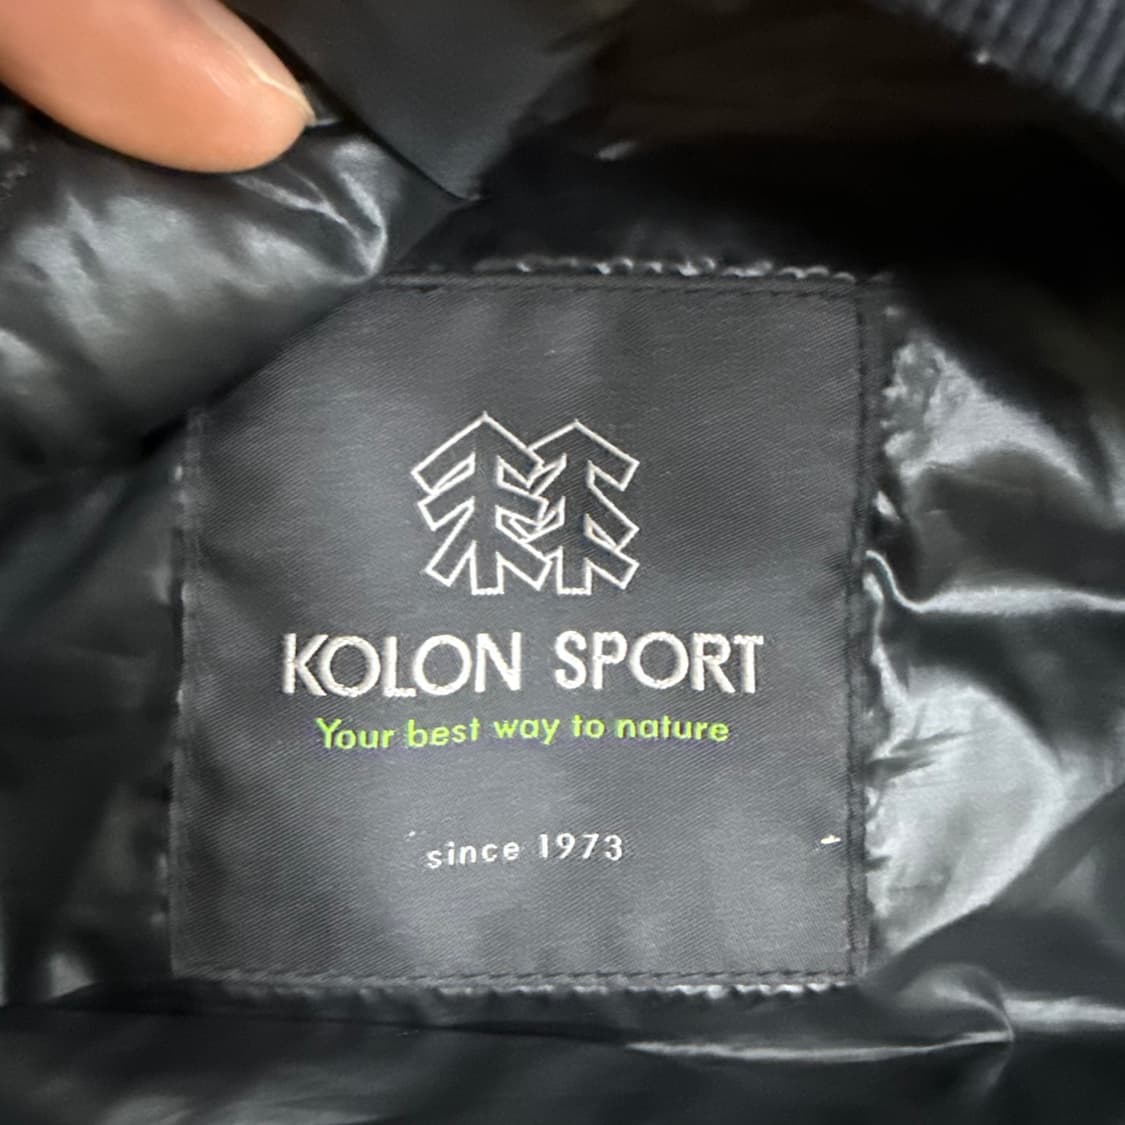 KOLON SPORT
Your best way to nature
since 1973